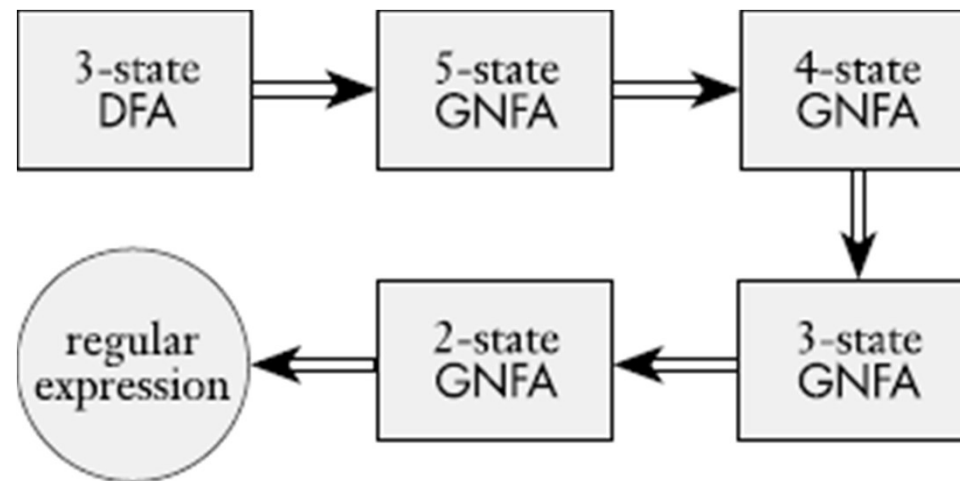 3-state
DFA
5-state
GNFA
4-state
GNFA
3-state
GNFA
2-state
GNFA
regular
expression